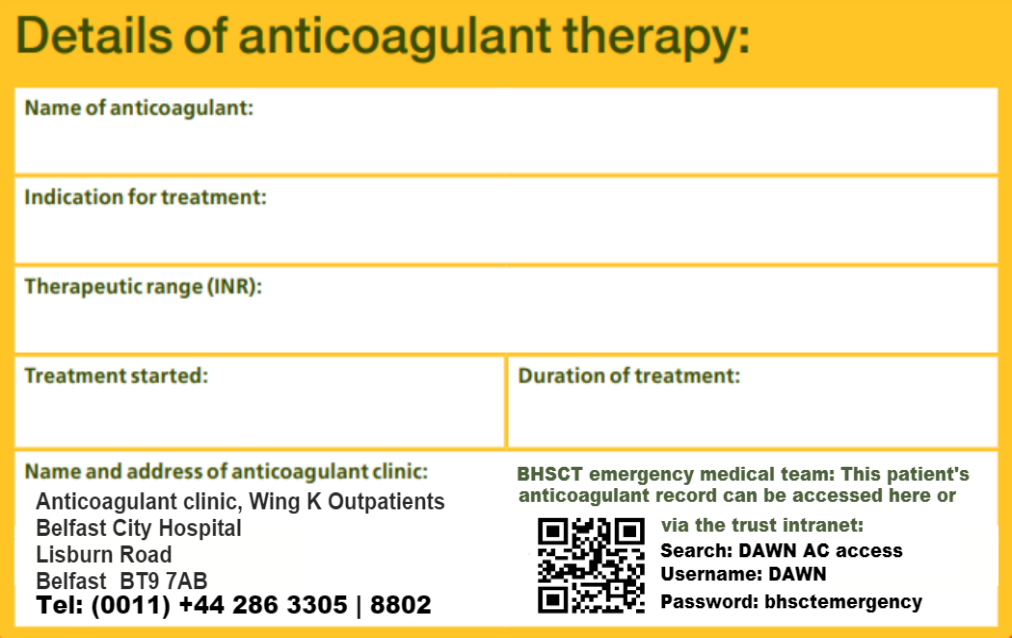 Details of anticoagulant therapy:
Name of anticoagulant:
Indication for treatment:
Therapeutic range (INR):
Treatment started:
Duration of treatment:
Name and address of anticoagulant clinic:
Anticoagulant clinic, Wing K Outpatients
Belfast City Hospital
Lisburn Road
Belfast BT9 7AB
Tel: (0011) +44 286 3305 | 8802
BHSCT emergency medical team: This patient's
anticoagulant record can be accessed here or
via the trust intranet:
Search: DAWN AC access
Username: DAWN
Password: bhsctemergency